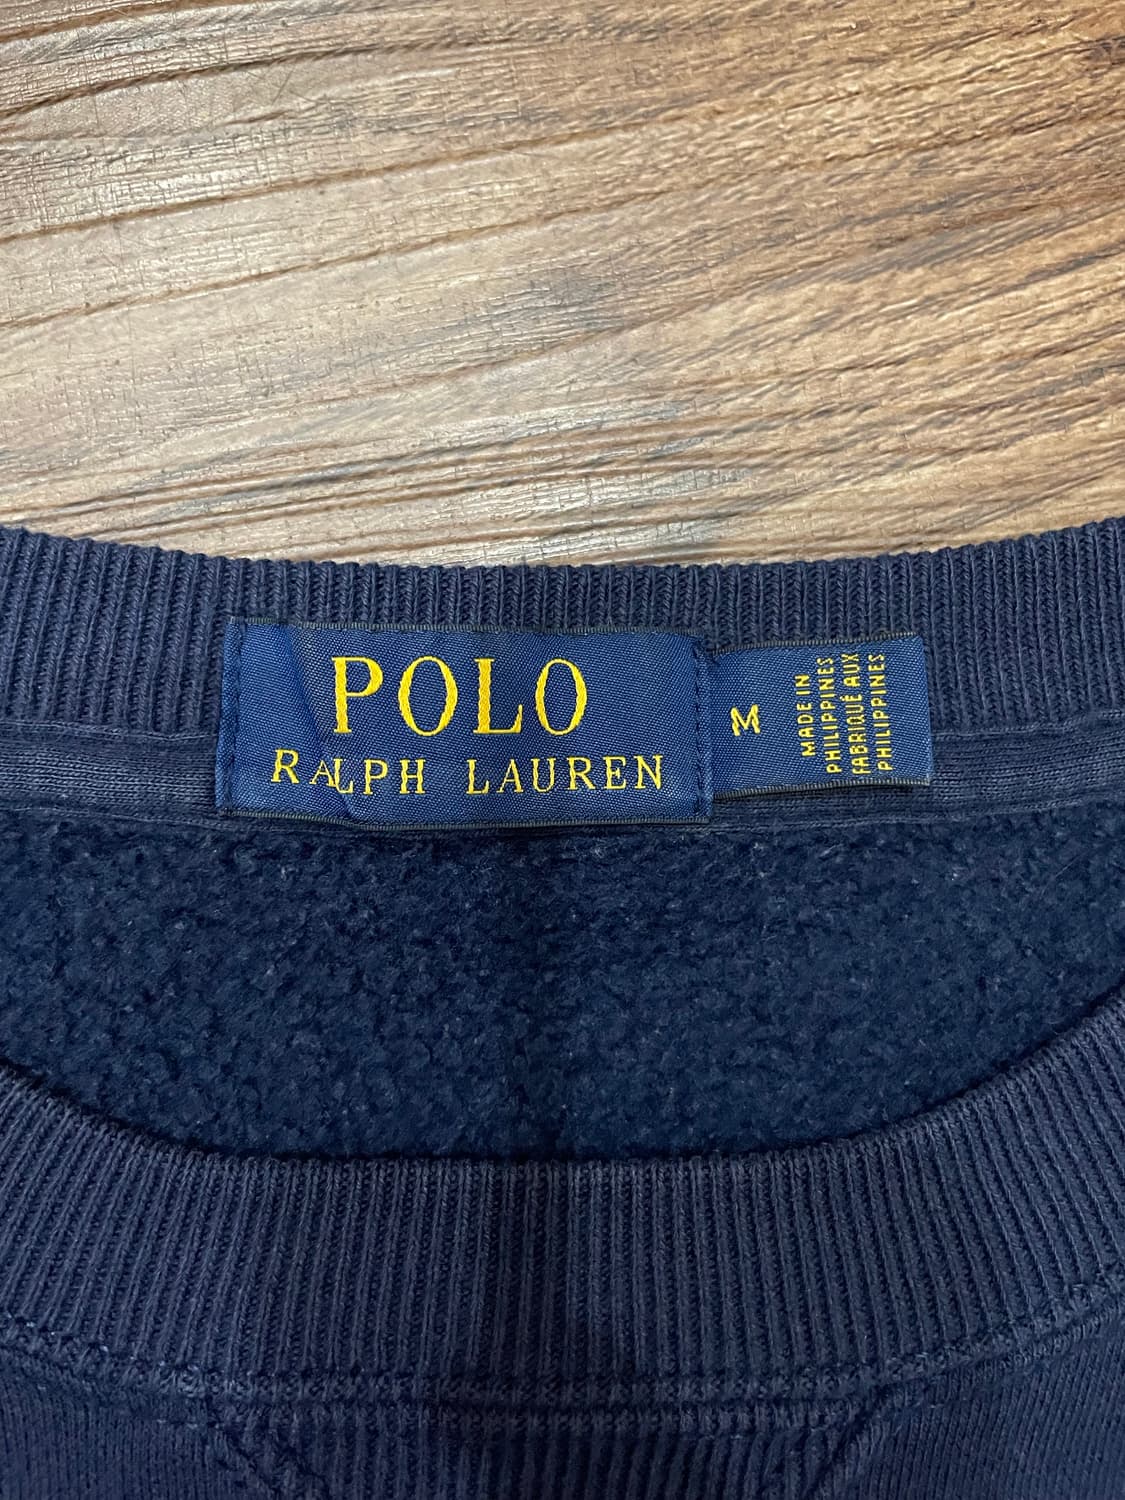 POLO
RALPH LAUREN
M
MADE IN
PHILIPPINES
FABRIQUÉ AUX
PHILIPPINES